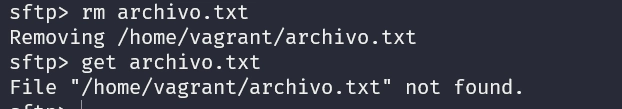 sftp> rm archivo.txt
Removing /home/vagrant/archivo.txt
sftp> get archivo.txt
File "/home/vagrant/archivo.txt" not found.
sftp>